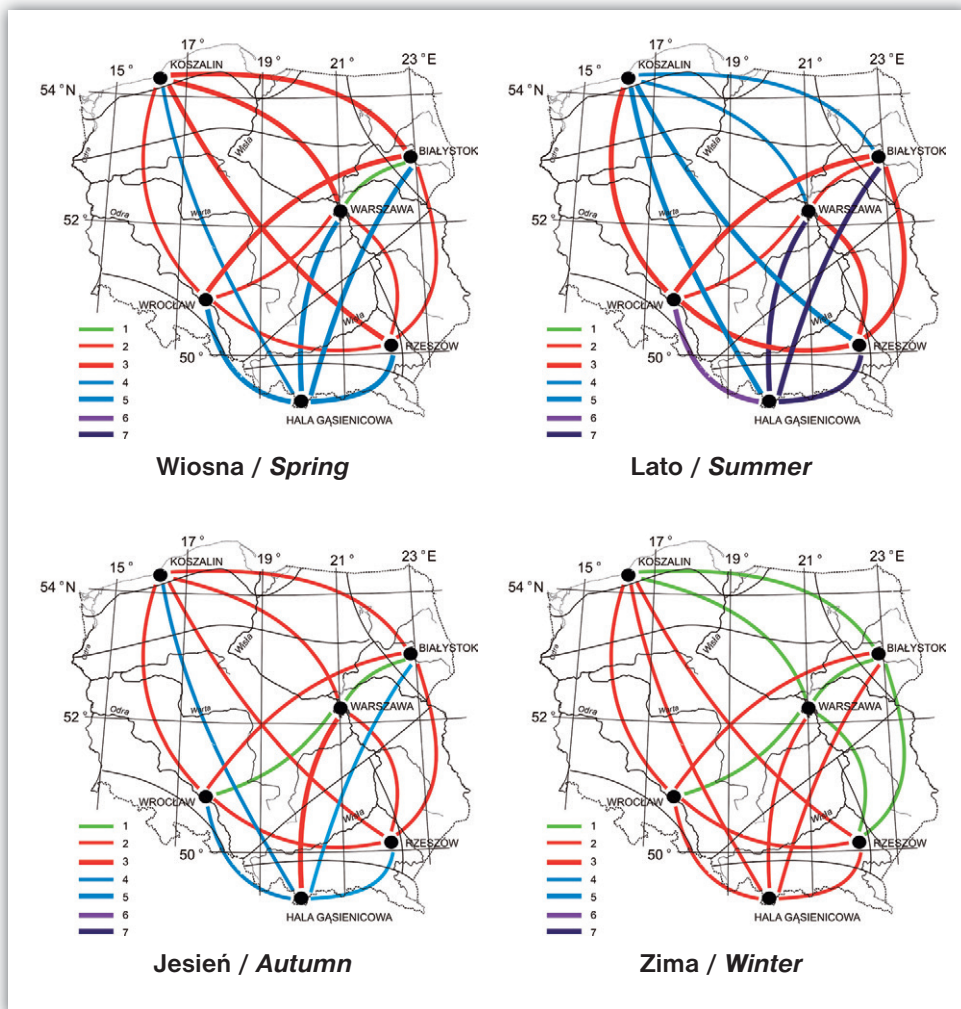 17 °
15 °
KOSZALIN
19 °
21 °
23 °E
54 °N
Odra
Wisła
BIAŁYSTOK
52 °
Odra
Warta
WARSZAWA
WROCŁAW
Wisła
1
2
50 °
RZESZÓW
3
4
5
6
HALA GĄSIENICOWA
7
Wiosna / Spring
17 °
15 °
KOSZALIN
19 °
21 °
23 °E
54 °N
Odra
Wisła
BIAŁYSTOK
52 °
Odra
Warta
WARSZAWA
WROCŁAW
Wisła
1
2
50 °
RZESZÓW
3
4
5
6
HALA GĄSIENICOWA
7
Lato / Summer
17 °
15 °
KOSZALIN
19 °
21 °
23 °E
54 °N
Odra
Wisła
BIAŁYSTOK
52 °
Odra
Warta
WARSZAWA
WROCŁAW
Wisła
1
2
50 °
RZESZÓW
3
4
5
6
HALA GĄSIENICOWA
7
Jesień / Autumn
17 °
15 °
KOSZALIN
19 °
21 °
23 °E
54 °N
Odra
Wisła
BIAŁYSTOK
52 °
Odra
Warta
WARSZAWA
WROCŁAW
Wisła
1
2
50 °
RZESZÓW
3
4
5
6
HALA GĄSIENICOWA
7
Zima / Winter